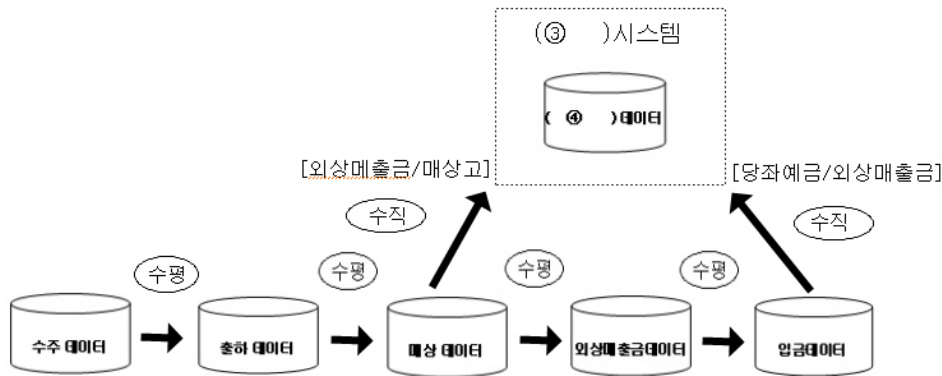 (③ )시스템
( ④ )데이터
[외상메출금/매상고]
[당좌예금/외상매출금]
수직
수직
수평
수평
수평
수평
수주 데이터
출하 데이터
매상 데이터
외상매출금데이터
입금데이터